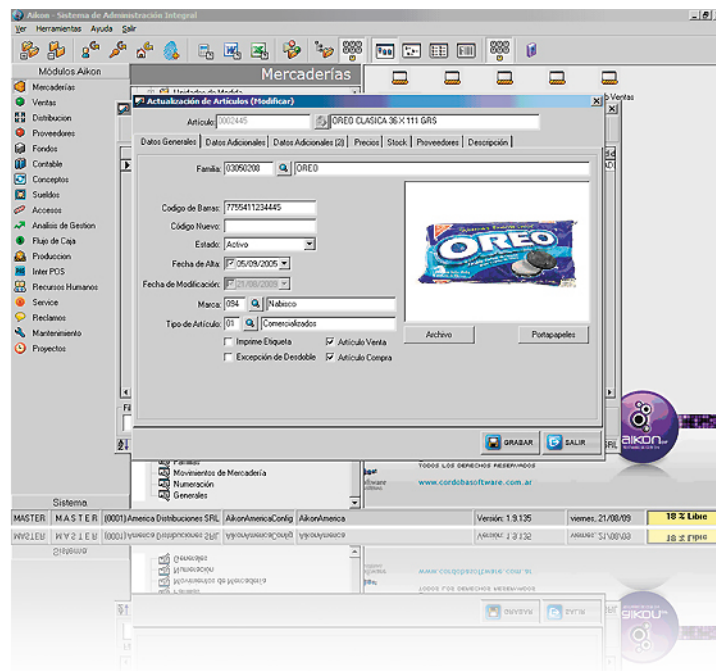 Aikon - Sistema de Administración Integral
Ver Herramientas Ayuda Salir
Módulos Aikon
Mercaderías
Ventas
Distribucion
Proveedores
Fondos
Contable
Conceptos
Sueldos
Accesos
Analisis de Gestion
Flujo de Caja
Produccion
Inter POS
Recursos Humanos
Service
Reclamos
Mantenimiento
Proyectos
Sistema
Mercaderías
Unidades de Medida
Ventas
Actualización de Artículos (Modificar)
Artículo: 0002445 OREO CLASICA 36 X 111 GRS
Datos Generales Datos Adicionales Datos Adicionales (2) Precios Stock Proveedores Descripción
Familia: 03050208 OREO
Codigo de Barras: 7755411234445
Código Nuevo:
Estado: Activo
Fecha de Alta: 05/09/2005
Fecha de Modificación: 21/08/2009
Marca: 094 Nabisco
Tipo de Artículo: 01 Comercializados
Imprime Etiqueta Artículo Venta
Excepción de Desdoble Artículo Compra
OREO
Archivo Portapapeles
GRABAR SALIR
aikon
Familias
Movimientos de Mercadería
Numeración
Generales
TODOS LOS DERECHOS RESERVADOS
www.cordobasoftware.com.ar
MASTER M A S T E R (0001)America Distribuciones SRL AikonAmericaConfig AikonAmerica Versión: 1.9.135 viernes, 21/08/09 18 % Libre